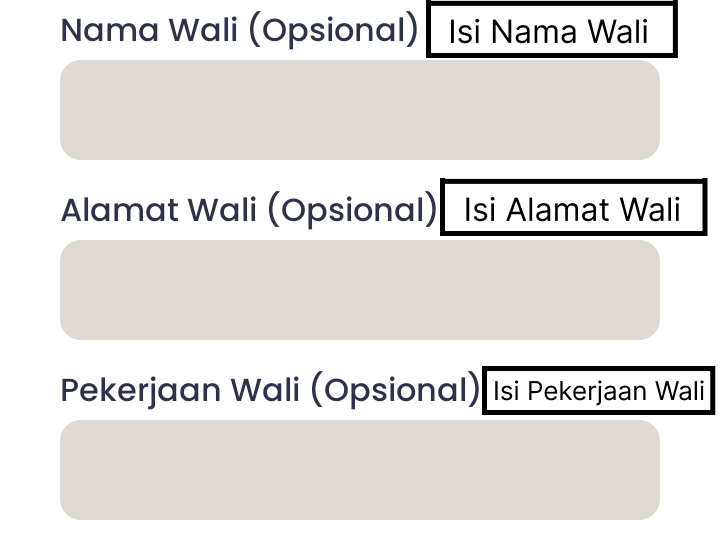 Nama Wali (Opsional) Isi Nama Wali
Alamat Wali (Opsional) Isi Alamat Wali
Pekerjaan Wali (Opsional) Isi Pekerjaan Wali